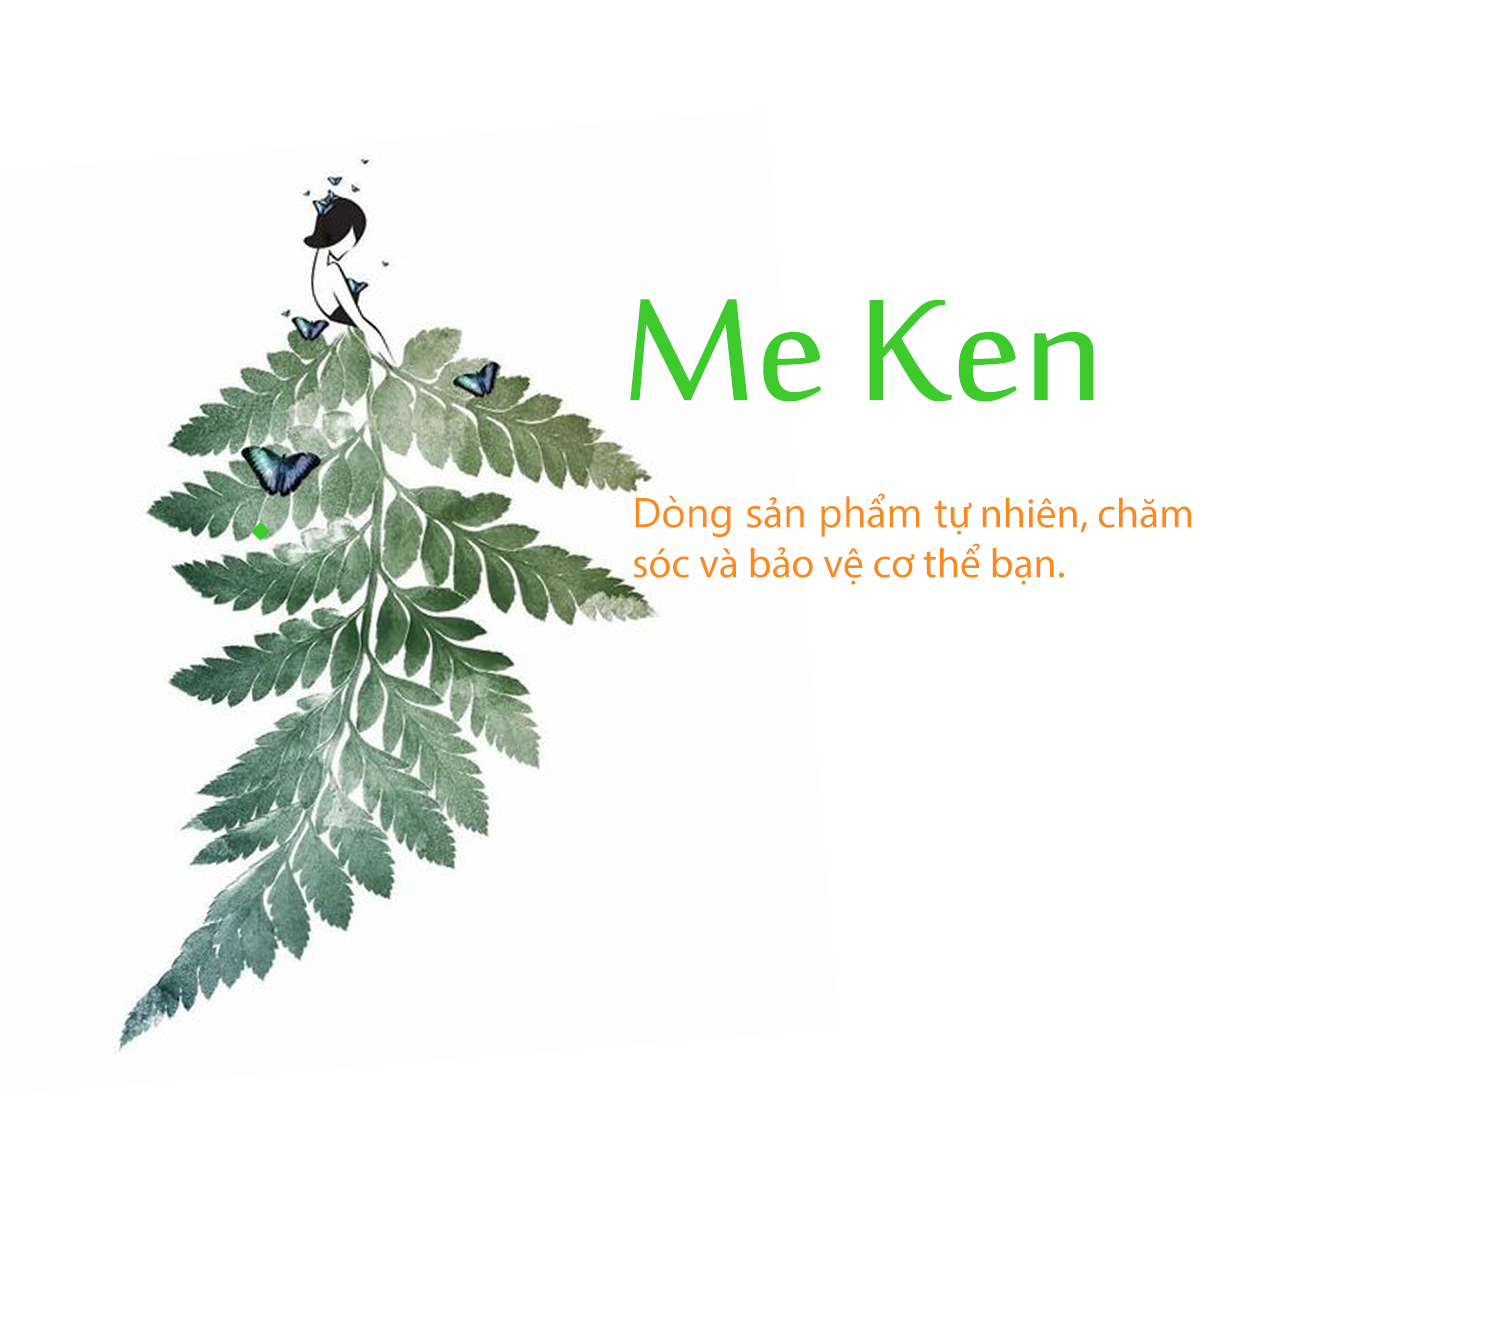 Me Ken
Dòng sản phẩm tự nhiên, chăm
sóc và bảo vệ cơ thể bạn.